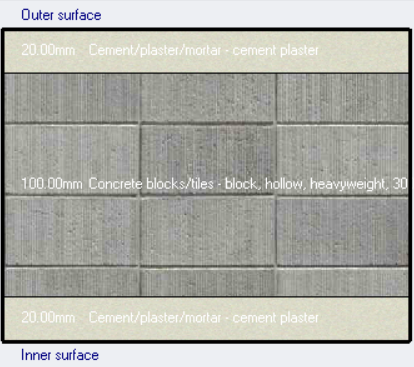 Outer surface
20.00mm Cement/plaster/mortar - cement plaster
100.00mm Concrete blocks/tiles - block, hollow, heavyweight, 30
20.00mm Cement/plaster/mortar - cement plaster
Inner surface